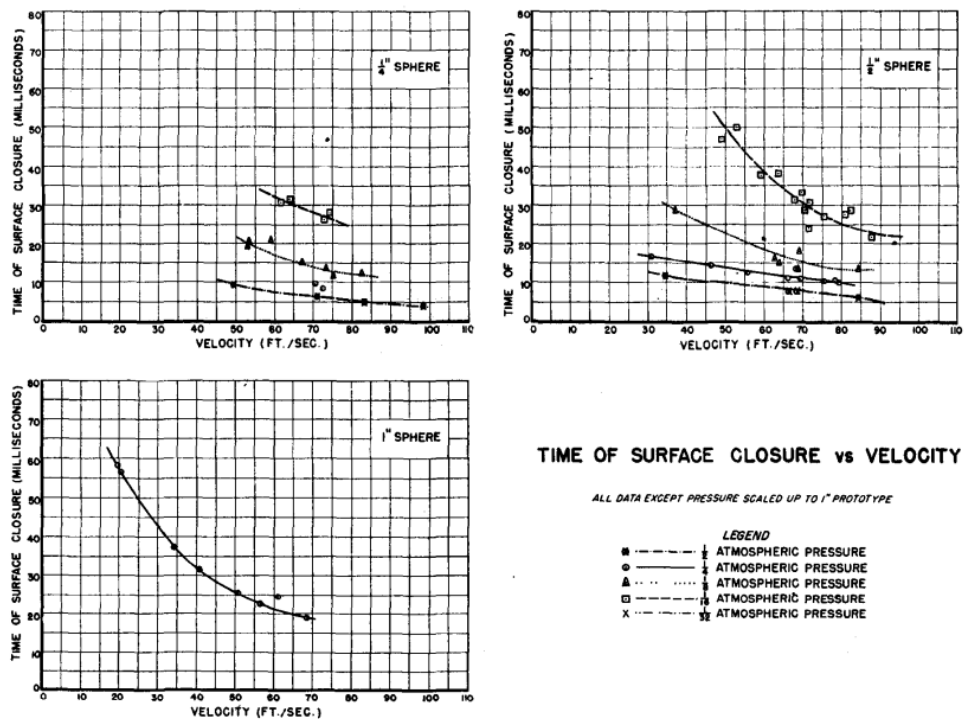 TIME OF SURFACE CLOSURE (MILLISECONDS)
80
70
60
50
40
30
20
10
0
1/4" SPHERE
0 10 20 30 40 50 60 70 80 90 100 110
VELOCITY (FT./SEC.)
TIME OF SURFACE CLOSURE (MILLISECONDS)
80
70
60
50
40
30
20
10
0
1/2" SPHERE
0 10 20 30 40 50 60 70 80 90 100 110
VELOCITY (FT./SEC.)
TIME OF SURFACE CLOSURE (MILLISECONDS)
80
70
60
50
40
30
20
10
0
1" SPHERE
0 10 20 30 40 50 60 70 80 90 100 110
VELOCITY (FT./SEC.)
TIME OF SURFACE CLOSURE vs VELOCITY
ALL DATA EXCEPT PRESSURE SCALED UP TO 1" PROTOTYPE
LEGEND
1/2 ATMOSPHERIC PRESSURE
1/4 ATMOSPHERIC PRESSURE
1/8 ATMOSPHERIC PRESSURE
1/16 ATMOSPHERIC PRESSURE
X 1/32 ATMOSPHERIC PRESSURE